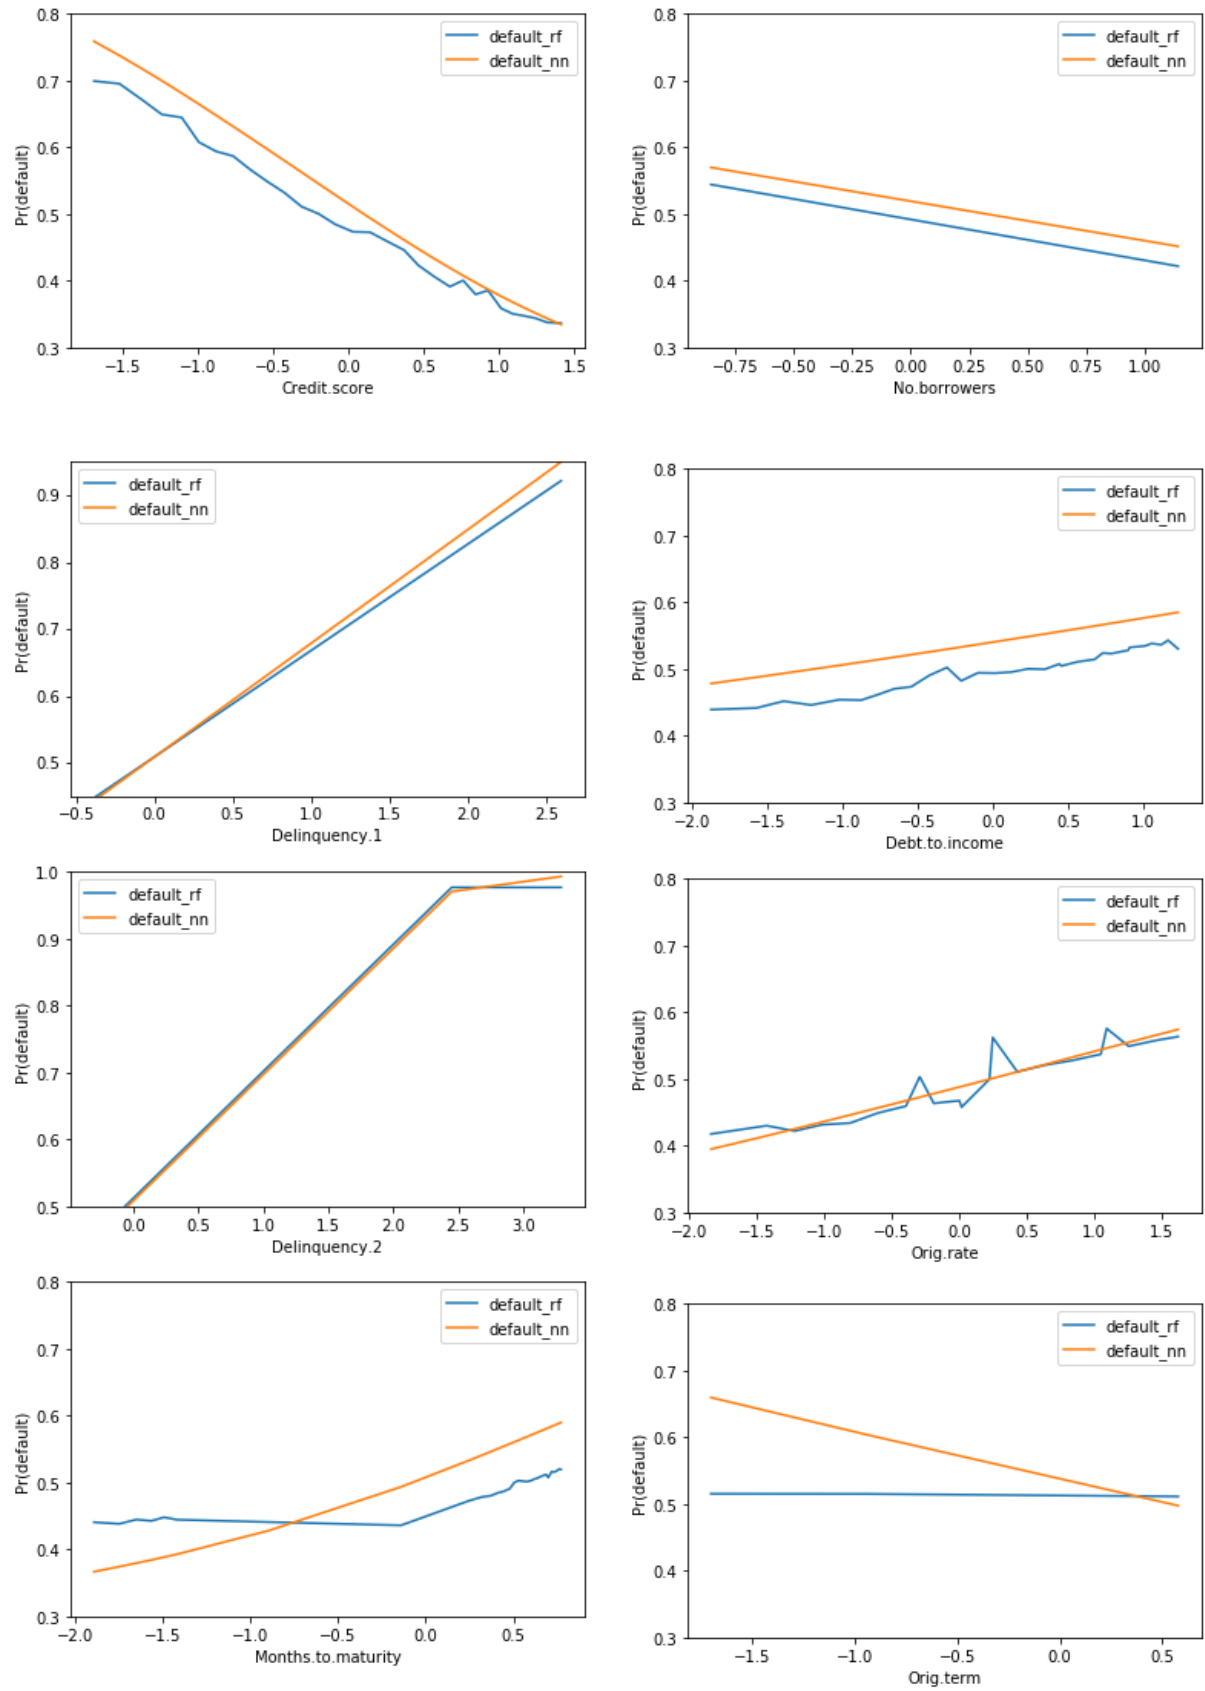 0.8
0.7
0.6
0.5
0.4
0.3
Pr(default)
default_rf
default_nn
−1.5 −1.0 −0.5 0.0 0.5 1.0 1.5
Credit.score
0.8
0.7
0.6
0.5
0.4
0.3
Pr(default)
default_rf
default_nn
−0.75 −0.50 −0.25 0.00 0.25 0.50 0.75 1.00
No.borrowers
0.9
0.8
0.7
0.6
0.5
Pr(default)
default_rf
default_nn
−0.5 0.0 0.5 1.0 1.5 2.0 2.5
Delinquency.1
0.8
0.7
0.6
0.5
0.4
0.3
Pr(default)
default_rf
default_nn
−2.0 −1.5 −1.0 −0.5 0.0 0.5 1.0
Debt.to.income
1.0
0.9
0.8
0.7
0.6
0.5
Pr(default)
default_rf
default_nn
0.0 0.5 1.0 1.5 2.0 2.5 3.0
Delinquency.2
0.8
0.7
0.6
0.5
0.4
0.3
Pr(default)
default_rf
default_nn
−2.0 −1.5 −1.0 −0.5 0.0 0.5 1.0 1.5
Orig.rate
0.8
0.7
0.6
0.5
0.4
0.3
Pr(default)
default_rf
default_nn
−2.0 −1.5 −1.0 −0.5 0.0 0.5
Months.to.maturity
0.8
0.7
0.6
0.5
0.4
0.3
Pr(default)
default_rf
default_nn
−1.5 −1.0 −0.5 0.0 0.5
Orig.term